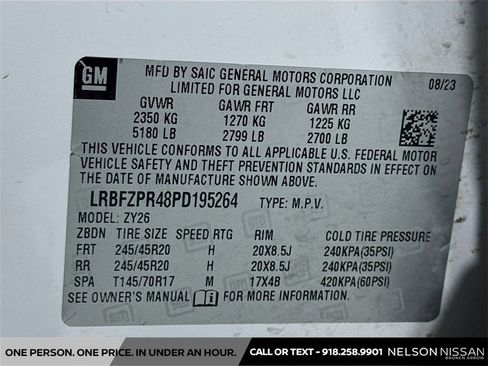 GM
MFD BY SAIC GENERAL MOTORS CORPORATION
LIMITED FOR GENERAL MOTORS LLC
08/23
GVWR GAWR FRT GAWR RR
2350 KG 1270 KG 1225 KG
5180 LB 2799 LB 2700 LB
THIS VEHICLE CONFORMS TO ALL APPLICABLE U.S. FEDERAL MOTOR
VEHICLE SAFETY AND THEFT PREVENTION STANDARDS IN EFFECT ON
THE DATE OF MANUFACTURE SHOWN ABOVE.
LRBFZPR48PD195264 TYPE: M.P.V.
MODEL: ZY26
ZBDN TIRE SIZE SPEED RTG RIM COLD TIRE PRESSURE
FRT 245/45R20 H 20X8.5J 240KPA(35PSI)
RR 245/45R20 H 20X8.5J 240KPA(35PSI)
SPA T145/70R17 M 17X4B 420KPA(60PSI)
SEE OWNER'S MANUAL i FOR MORE INFORMATION.
ONE PERSON. ONE PRICE. IN UNDER AN HOUR. CALL OR TEXT - 918.258.9901 NELSON NISSAN
BROKEN ARROW